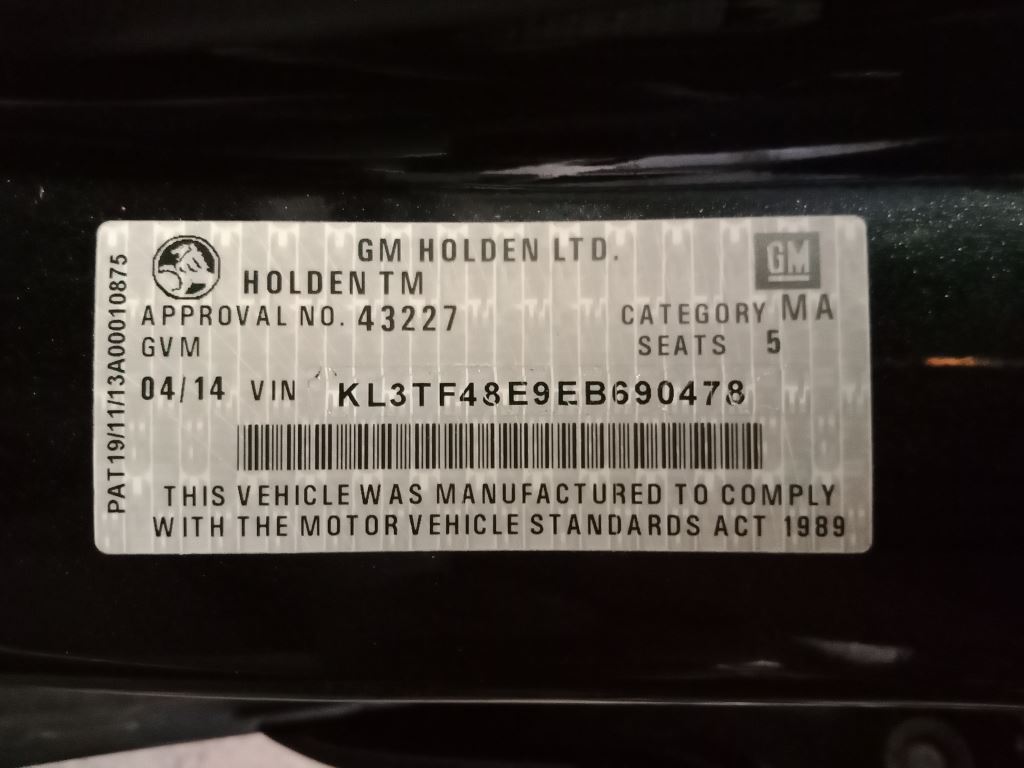 GM HOLDEN LTD.
GM
HOLDEN TM
APPROVAL NO. 43227
CATEGORY MA
GVM
SEATS 5
04/14 VIN KL3TF48E9EB690478
THIS VEHICLE WAS MANUFACTURED TO COMPLY
WITH THE MOTOR VEHICLE STANDARDS ACT 1989
PAT19/11/13A00010875